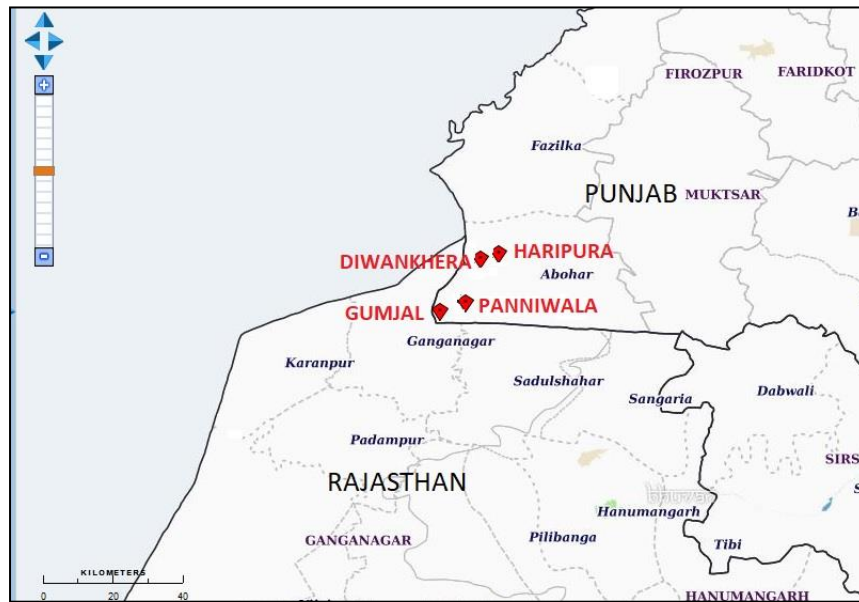 FIROZPUR
FARIDKOT
Fazilka
PUNJAB
MUKTSAR
HARIPURA
DIWANKHERA
Abohar
GUMJAL
PANNIWALA
Ganganagar
Karanpur
Sadulshahar
Sangaria
Dabwali
Padampur
SIRS
RAJASTHAN
Hanumangarh
GANGANAGAR
Pilibanga
Tibi
KILOMETERS
0 20 40
HANUMANGARH